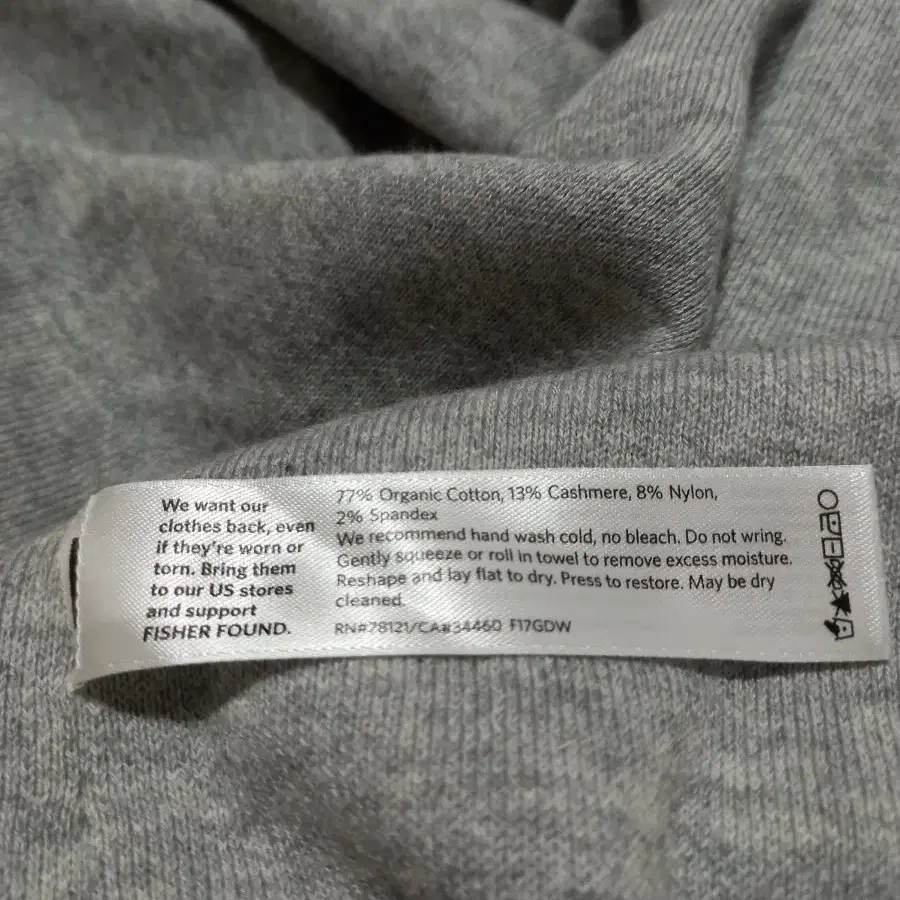 We want our
clothes back, even
if they're worn or
torn. Bring them
to our US stores
and support
FISHER FOUND.
77% Organic Cotton, 13% Cashmere, 8% Nylon,
2% Spandex
We recommend hand wash cold, no bleach. Do not wring.
Gently squeeze or roll in towel to remove excess moisture.
Reshape and lay flat to dry. Press to restore. May be dry
cleaned.
RN#78121/CA#34460 F17GDW